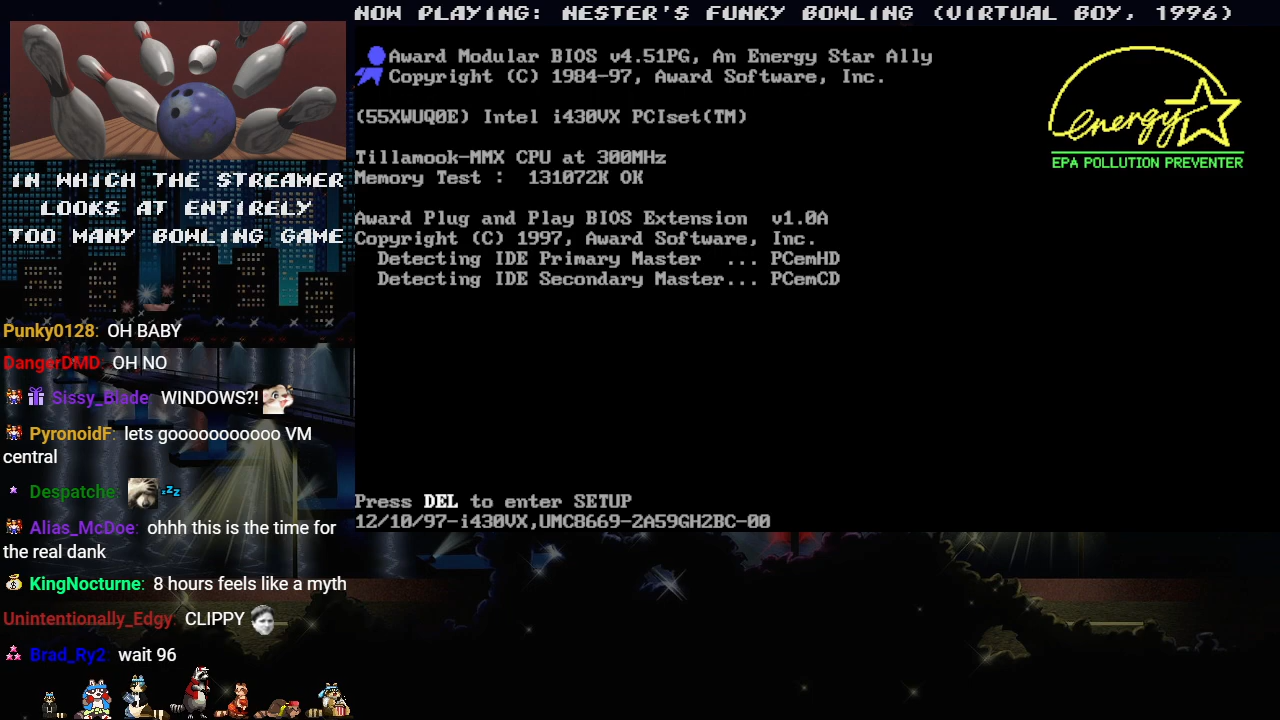 NOW PLAYING: NESTER'S FUNKY BOWLING (VIRTUAL BOY, 1996)
Award Modular BIOS v4.51PG, An Energy Star Ally
Copyright (C) 1984-97, Award Software, Inc.
(55XWUQ0E) Intel i430VX PCIset(TM)
Tillamook-MMX CPU at 300MHz
Memory Test :  131072K OK
Award Plug and Play BIOS Extension  v1.0A
Copyright (C) 1997, Award Software, Inc.
Detecting IDE Primary Master  ... PCemHD
Detecting IDE Secondary Master... PCemCD
Press DEL to enter SETUP
12/10/97-i430VX,UMC8669-2A59GH2BC-00
energy
EPA POLLUTION PREVENTER
IN WHICH THE STREAMER
LOOKS AT ENTIRELY
TOO MANY BOWLING GAME
Punky0128: OH BABY
DangerDMD: OH NO
Sissy_Blade: WINDOWS?!
PyronoidF: lets gooooooooooo VM
central
Despatche:
Alias_McDoe: ohhh this is the time for
the real dank
KingNocturne: 8 hours feels like a myth
Unintentionally_Edgy: CLIPPY
Brad_Ry2: wait 96